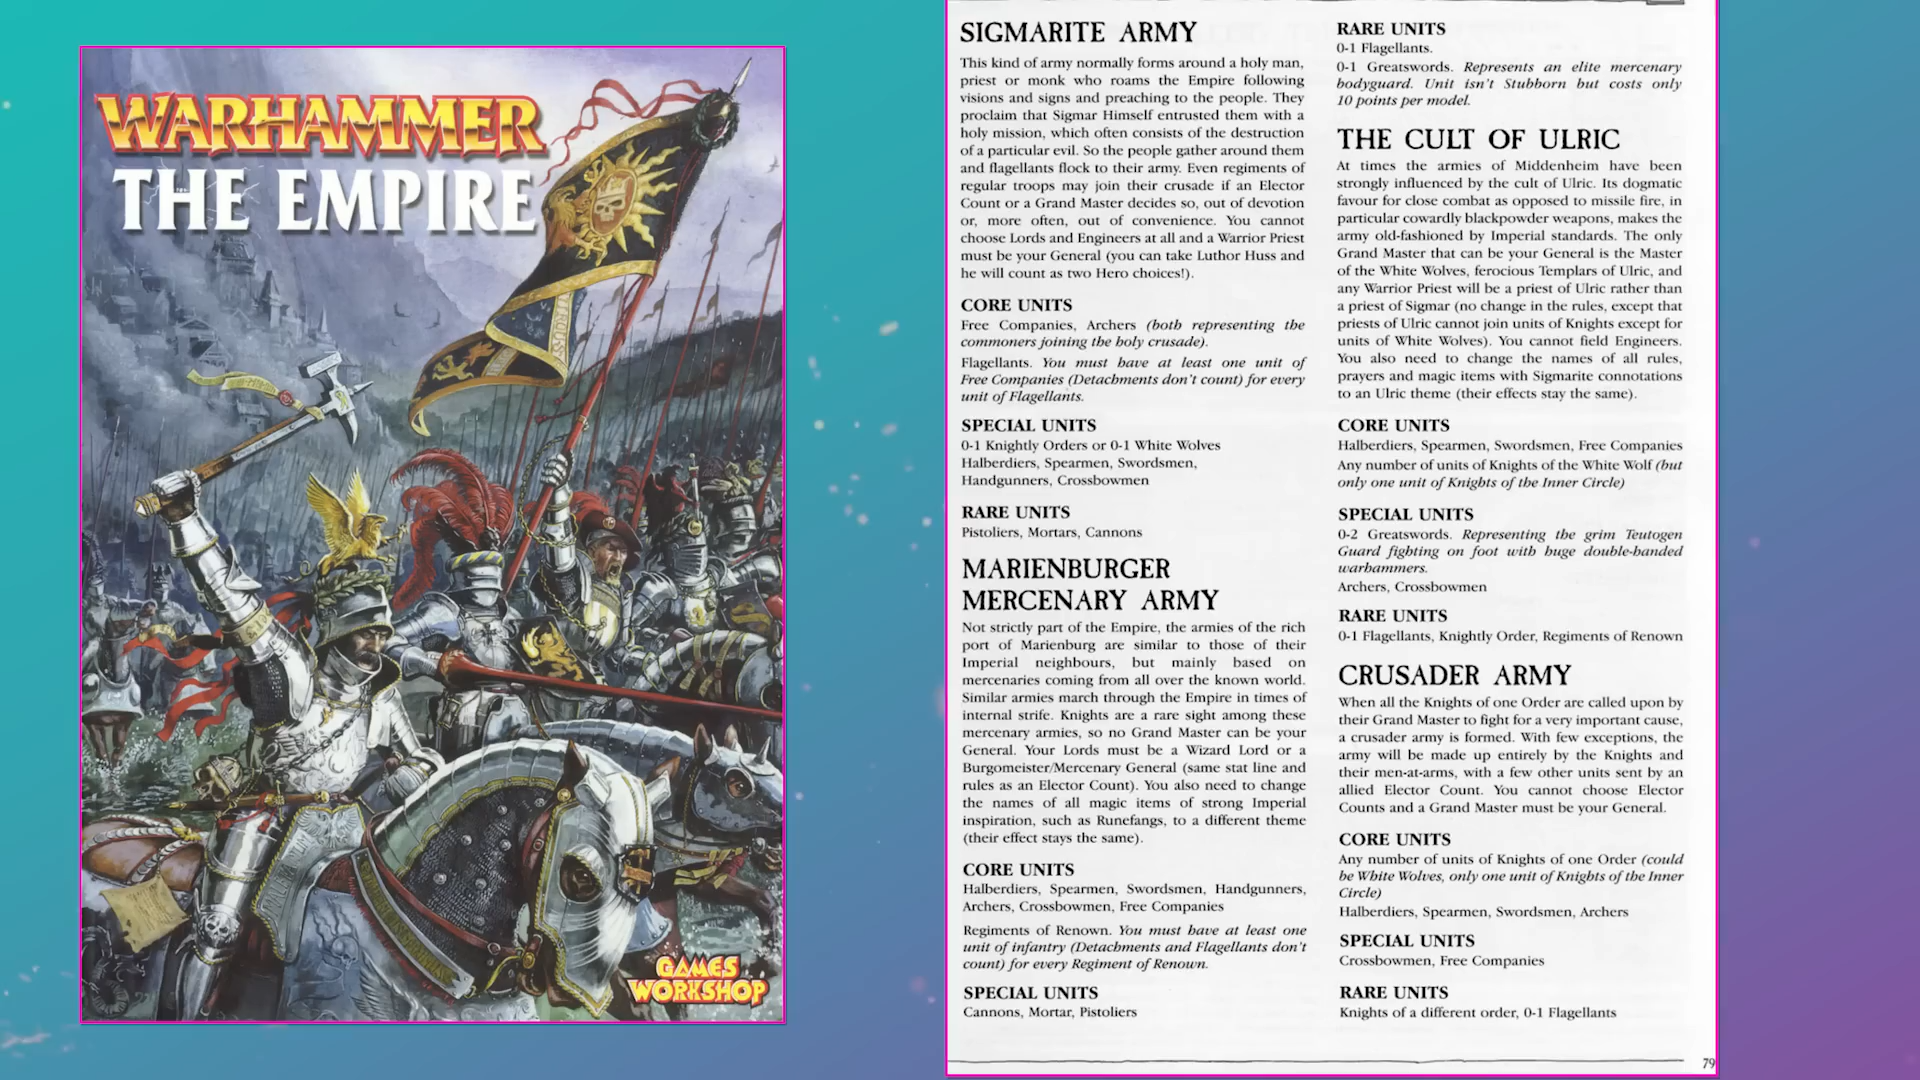 WARHAMMER
THE EMPIRE
GAMES
WORKSHOP
SIGMARITE ARMY
This kind of army normally forms around a holy man,
priest or monk who roams the Empire following
visions and signs and preaching to the people. They
proclaim that Sigmar Himself entrusted them with a
holy mission, which often consists of the destruction
of a particular evil. So the people gather around them
and flagellants flock to their army. Even regiments of
regular troops may join their crusade if an Elector
Count or a Grand Master decides so, out of devotion
or, more often, out of convenience. You cannot
choose Lords and Engineers at all and a Warrior Priest
must be your General (you can take Luthor Huss and
he will count as two Hero choices!).
CORE UNITS
Free Companies, Archers (both representing the
commoners joining the holy crusade).
Flagellants. You must have at least one unit of
Free Companies (Detachments don't count) for every
unit of Flagellants.
SPECIAL UNITS
0-1 Knightly Orders or 0-1 White Wolves
Halberdiers, Spearmen, Swordsmen,
Handgunners, Crossbowmen
RARE UNITS
Pistoliers, Mortars, Cannons
MARIENBURGER
MERCENARY ARMY
Not strictly part of the Empire, the armies of the rich
port of Marienburg are similar to those of their
Imperial neighbours, but mainly based on
mercenaries coming from all over the known world.
Similar armies march through the Empire in times of
internal strife. Knights are a rare sight among these
mercenary armies, so no Grand Master can be your
General. Your Lords must be a Wizard Lord or a
Burgomeister/Mercenary General (same stat line and
rules as an Elector Count). You also need to change
the names of all magic items of strong Imperial
inspiration, such as Runefangs, to a different theme
(their effect stays the same).
CORE UNITS
Halberdiers, Spearmen, Swordsmen, Handgunners,
Archers, Crossbowmen, Free Companies
Regiments of Renown. You must have at least one
unit of infantry (Detachments and Flagellants don't
count) for every Regiment of Renown.
SPECIAL UNITS
Cannons, Mortar, Pistoliers
RARE UNITS
0-1 Flagellants.
0-1 Greatswords. Represents an elite mercenary
bodyguard. Unit isn't Stubborn but costs only
10 points per model.
THE CULT OF ULRIC
At times the armies of Middenheim have been
strongly influenced by the cult of Ulric. Its dogmatic
favour for close combat as opposed to missile fire, in
particular cowardly blackpowder weapons, makes the
army old-fashioned by Imperial standards. The only
Grand Master that can be your General is the Master
of the White Wolves, ferocious Templars of Ulric, and
any Warrior Priest will be a priest of Ulric rather than
a priest of Sigmar (no change in the rules, except that
priests of Ulric cannot join units of Knights except for
units of White Wolves). You cannot field Engineers.
You also need to change the names of all rules,
prayers and magic items with Sigmarite connotations
to an Ulric theme (their effects stay the same).
CORE UNITS
Halberdiers, Spearmen, Swordsmen, Free Companies
Any number of units of Knights of the White Wolf (but
only one unit of Knights of the Inner Circle)
SPECIAL UNITS
0-2 Greatswords. Representing the grim Teutogen
Guard fighting on foot with huge double-handed
warhammers.
Archers, Crossbowmen
RARE UNITS
0-1 Flagellants, Knightly Order, Regiments of Renown
CRUSADER ARMY
When all the Knights of one Order are called upon by
their Grand Master to fight for a very important cause,
a crusader army is formed. With few exceptions, the
army will be made up entirely by the Knights and
their men-at-arms, with a few other units sent by an
allied Elector Count. You cannot choose Elector
Counts and a Grand Master must be your General.
CORE UNITS
Any number of units of Knights of one Order (could
be White Wolves, only one unit of Knights of the Inner
Circle)
Halberdiers, Spearmen, Swordsmen, Archers
SPECIAL UNITS
Crossbowmen, Free Companies
RARE UNITS
Knights of a different order, 0-1 Flagellants
79